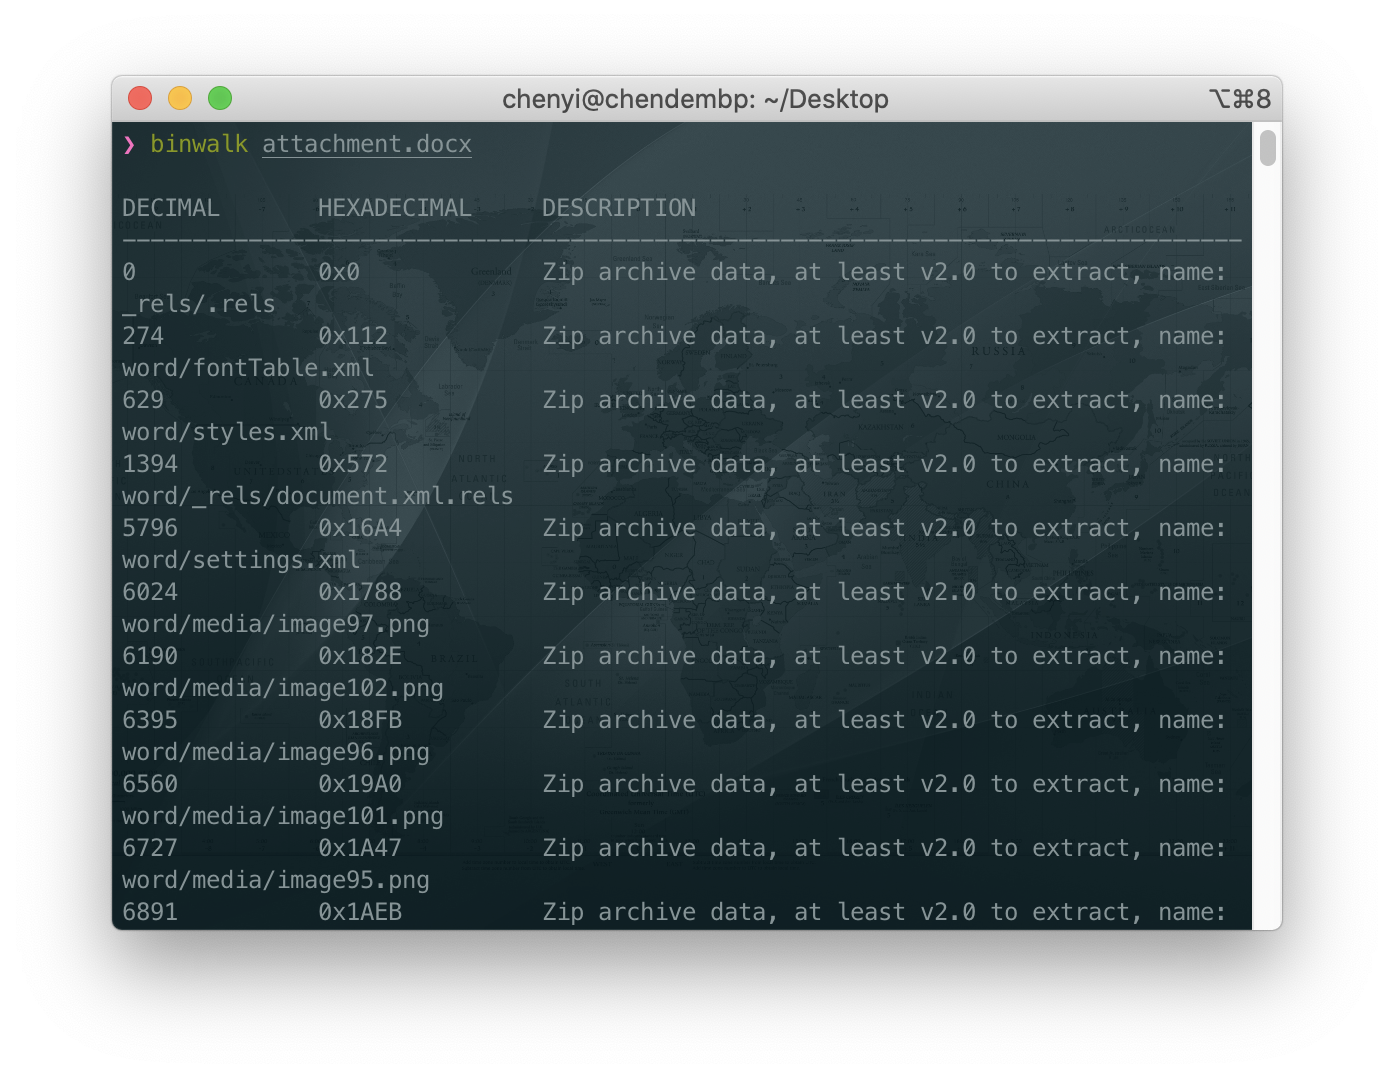 chenyi@chendembp: ~/Desktop
⌥⌘8
❯ binwalk attachment.docx
DECIMAL       HEXADECIMAL     DESCRIPTION
--------------------------------------------------------------------------------
0             0x0             Zip archive data, at least v2.0 to extract, name:
_rels/.rels
274           0x112           Zip archive data, at least v2.0 to extract, name:
word/fontTable.xml
629           0x275           Zip archive data, at least v2.0 to extract, name:
word/styles.xml
1394          0x572           Zip archive data, at least v2.0 to extract, name:
word/_rels/document.xml.rels
5796          0x16A4          Zip archive data, at least v2.0 to extract, name:
word/settings.xml
6024          0x1788          Zip archive data, at least v2.0 to extract, name:
word/media/image97.png
6190          0x182E          Zip archive data, at least v2.0 to extract, name:
word/media/image102.png
6395          0x18FB          Zip archive data, at least v2.0 to extract, name:
word/media/image96.png
6560          0x19A0          Zip archive data, at least v2.0 to extract, name:
word/media/image101.png
6727          0x1A47          Zip archive data, at least v2.0 to extract, name:
word/media/image95.png
6891          0x1AEB          Zip archive data, at least v2.0 to extract, name: